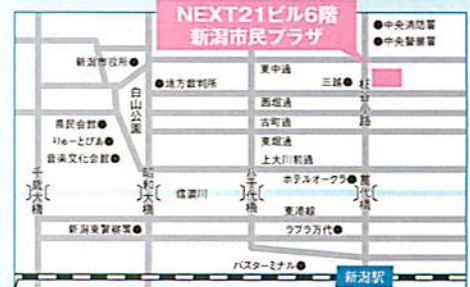 NEXT21ビル6階
新潟市民プラザ
●中央消防署
●中央警察署
新潟市役所●
●地方裁判所
東中通
三越●
柾谷小路
白山公園
西堀通
古町通
県民会館●
りゅーとぴあ●
音楽文化会館●
東堀通
上大川前通
ホテルオークラ●
千歳大橋
昭和大橋
信濃川
八千代橋
萬代橋
東港線
新潟東警察署●
ラブラ万代●
バスターミナル●
新潟駅